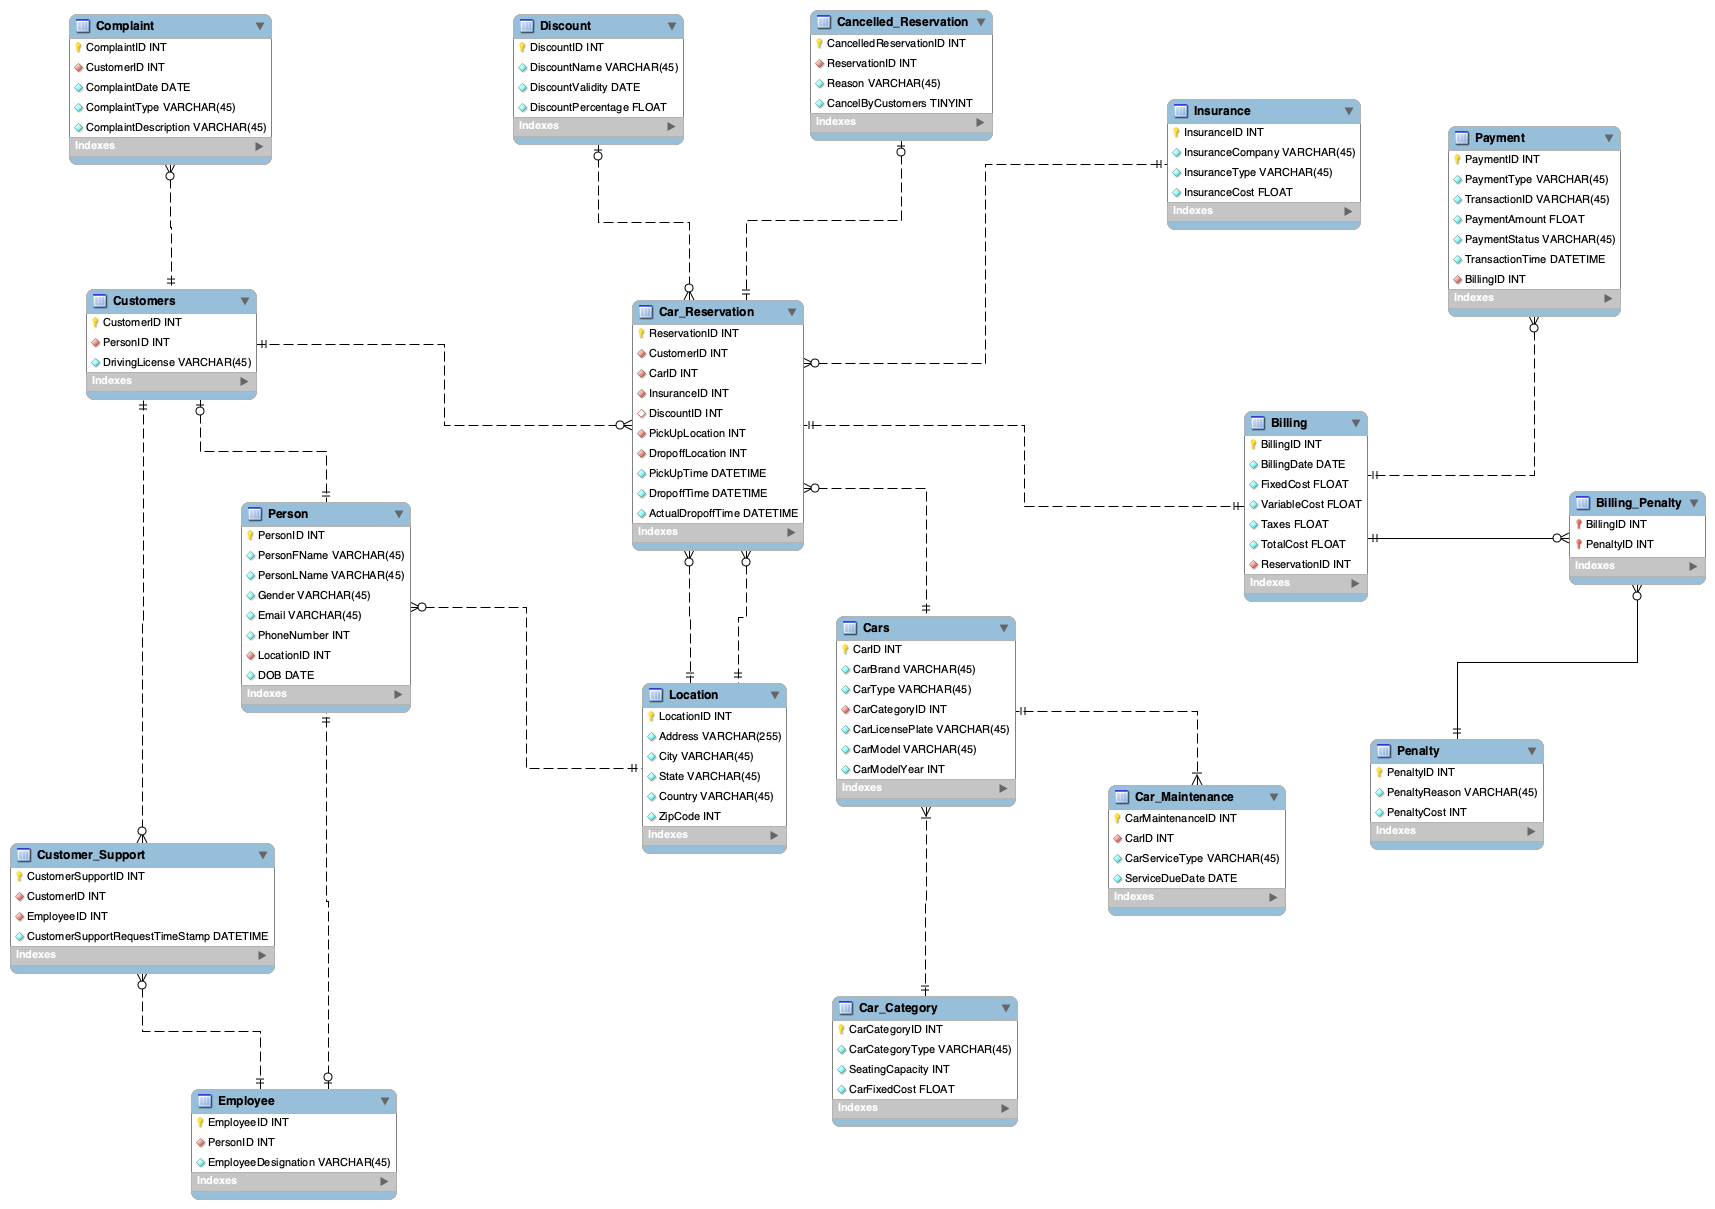 Complaint
ComplaintID INT
CustomerID INT
ComplaintDate DATE
ComplaintType VARCHAR(45)
ComplaintDescription VARCHAR(45)
Indexes
Discount
DiscountID INT
DiscountName VARCHAR(45)
DiscountValidity DATE
DiscountPercentage FLOAT
Indexes
Cancelled_Reservation
CancelledReservationID INT
ReservationID INT
Reason VARCHAR(45)
CancelByCustomers TINYINT
Indexes
Insurance
InsuranceID INT
InsuranceCompany VARCHAR(45)
InsuranceType VARCHAR(45)
InsuranceCost FLOAT
Indexes
Payment
PaymentID INT
PaymentType VARCHAR(45)
TransactionID VARCHAR(45)
PaymentAmount FLOAT
PaymentStatus VARCHAR(45)
TransactionTime DATETIME
BillingID INT
Indexes
Customers
CustomerID INT
PersonID INT
DrivingLicense VARCHAR(45)
Indexes
Car_Reservation
ReservationID INT
CustomerID INT
CarID INT
InsuranceID INT
DiscountID INT
PickUpLocation INT
DropoffLocation INT
PickUpTime DATETIME
DropoffTime DATETIME
ActualDropoffTime DATETIME
Indexes
Billing
BillingID INT
BillingDate DATE
FixedCost FLOAT
VariableCost FLOAT
Taxes FLOAT
TotalCost FLOAT
ReservationID INT
Indexes
Billing_Penalty
BillingID INT
PenaltyID INT
Indexes
Person
PersonID INT
PersonFName VARCHAR(45)
PersonLName VARCHAR(45)
Gender VARCHAR(45)
Email VARCHAR(45)
PhoneNumber INT
LocationID INT
DOB DATE
Indexes
Cars
CarID INT
CarBrand VARCHAR(45)
CarType VARCHAR(45)
CarCategoryID INT
CarLicensePlate VARCHAR(45)
CarModel VARCHAR(45)
CarModelYear INT
Indexes
Location
LocationID INT
Address VARCHAR(255)
City VARCHAR(45)
State VARCHAR(45)
Country VARCHAR(45)
ZipCode INT
Indexes
Penalty
PenaltyID INT
PenaltyReason VARCHAR(45)
PenaltyCost INT
Indexes
Car_Maintenance
CarMaintenanceID INT
CarID INT
CarServiceType VARCHAR(45)
ServiceDueDate DATE
Indexes
Customer_Support
CustomerSupportID INT
CustomerID INT
EmployeeID INT
CustomerSupportRequestTimeStamp DATETIME
Indexes
Car_Category
CarCategoryID INT
CarCategoryType VARCHAR(45)
SeatingCapacity INT
CarFixedCost FLOAT
Indexes
Employee
EmployeeID INT
PersonID INT
EmployeeDesignation VARCHAR(45)
Indexes